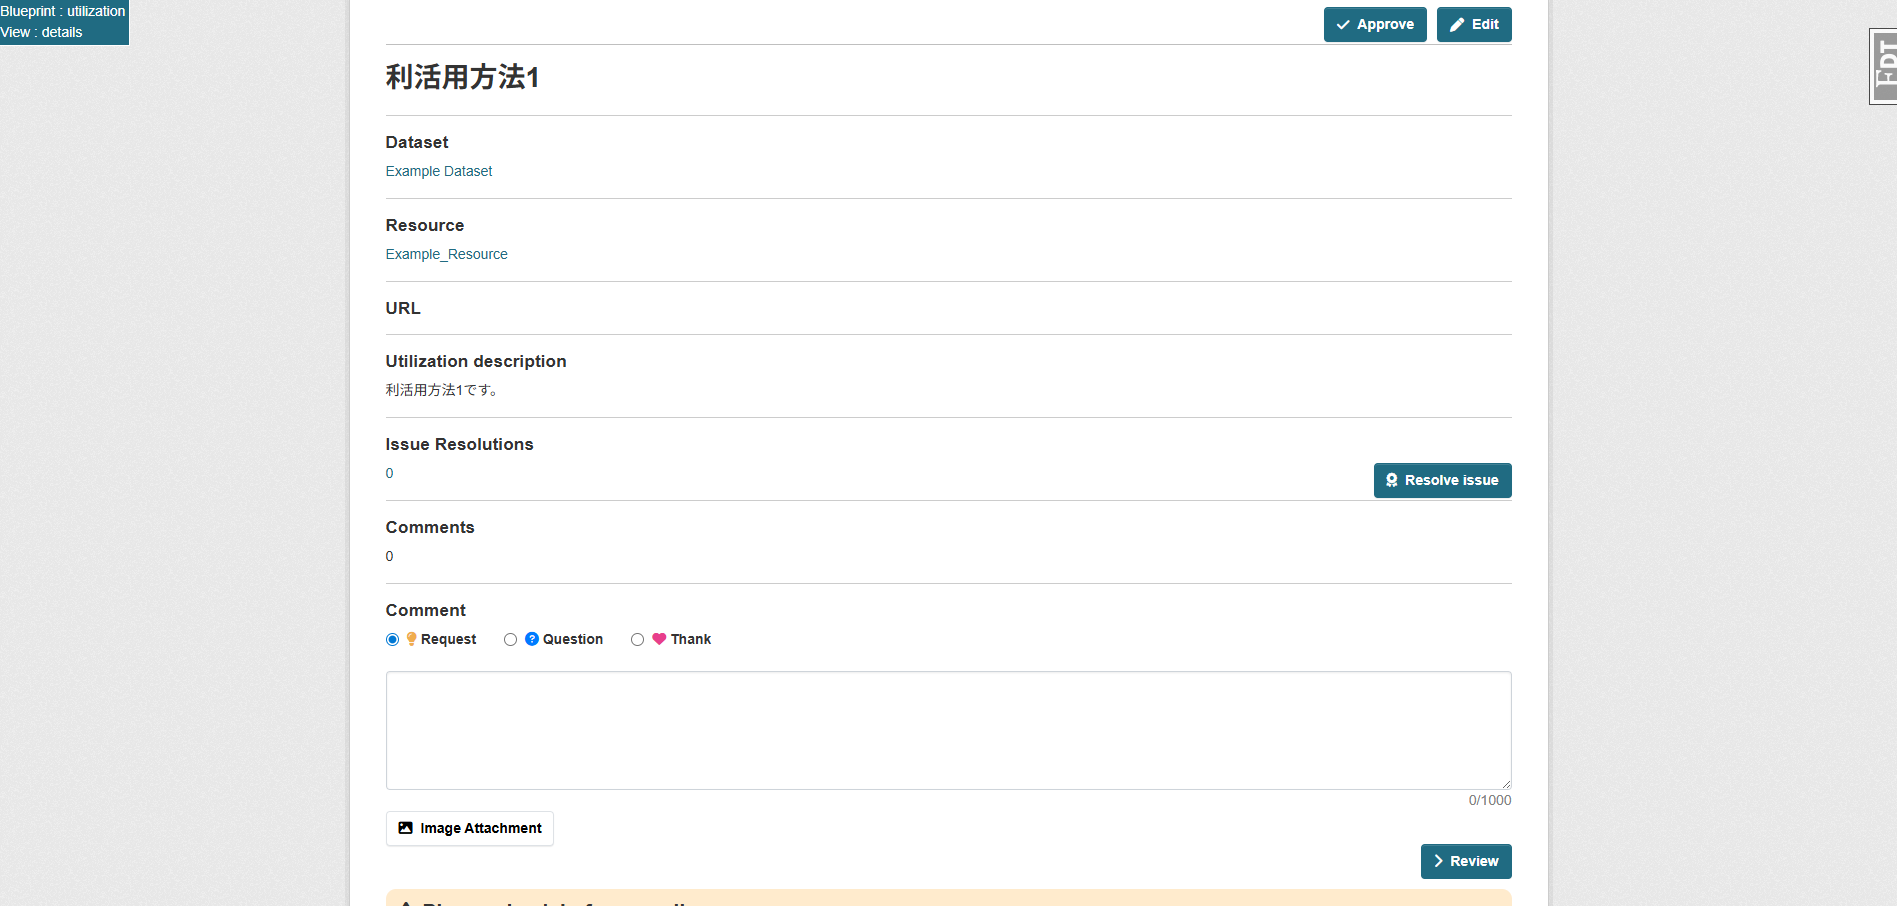 Blueprint : utilization
View : details
Approve
Edit
EDT
利活用方法1
Dataset
Example Dataset
Resource
Example_Resource
URL
Utilization description
利活用方法1です。
Issue Resolutions
0
Resolve issue
Comments
0
Comment
Request
Question
Thank
0/1000
Image Attachment
Review